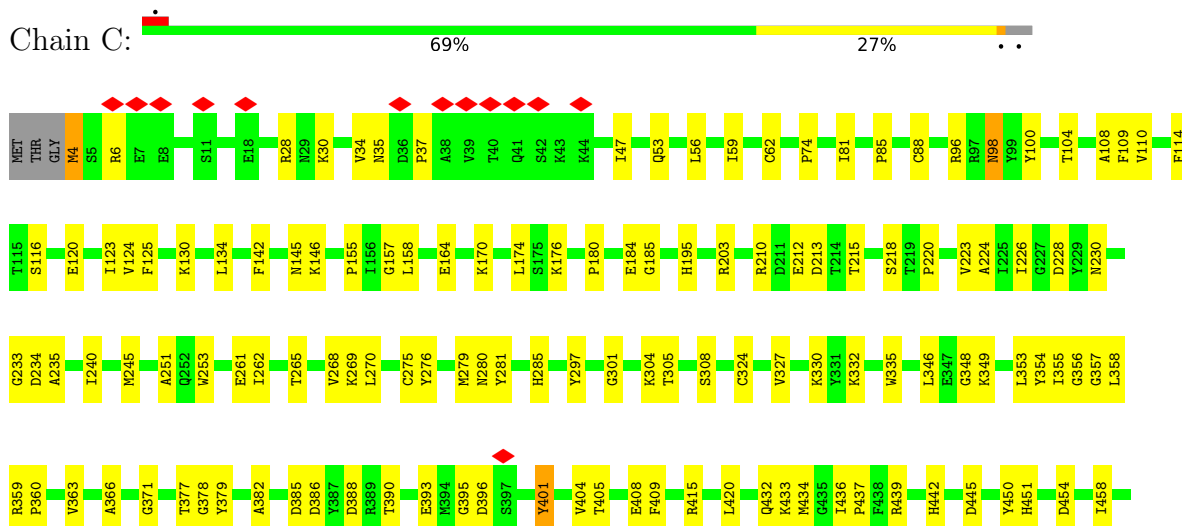 Chain C:
69% 27%
MET THR GLY M4 S5 R6 E7 E8 S11 E18 R28 N29 K30 V34 N35 D36 P37 A38 V39 T40 Q41 S42 K43 K44 I47 Q53 L56 I59 C62 P74 I81 P85 C88 R96 R97 N98 Y99 Y100 T104 A108 F109 V110 F114
T115 S116 E120 I123 V124 F125 K130 L134 F142 N145 K146 P155 I156 G157 L158 E164 K170 L174 S175 K176 P180 E184 G185 H195 R203 R210 D211 E212 D213 T214 T215 S218 T219 P220 V223 A224 I225 I226 G227 D228 Y229 N230
G233 D234 A235 I240 M245 A251 Q252 W253 E261 I262 T265 V268 K269 L270 C275 Y276 M279 N280 Y281 H285 Y297 G301 K304 T305 S308 C324 V327 K330 Y331 K332 W335 L346 E347 G348 K349 L353 Y354 I355 G356 G357 L358
R359 P360 V363 A366 G371 T377 G378 Y379 A382 D385 D386 Y387 D388 R389 T390 E393 M394 G395 D396 S397 Y401 V404 T405 E408 F409 R415 L420 Q432 K433 M434 G435 I436 P437 F438 R439 H442 D445 Y450 H451 D454 I458